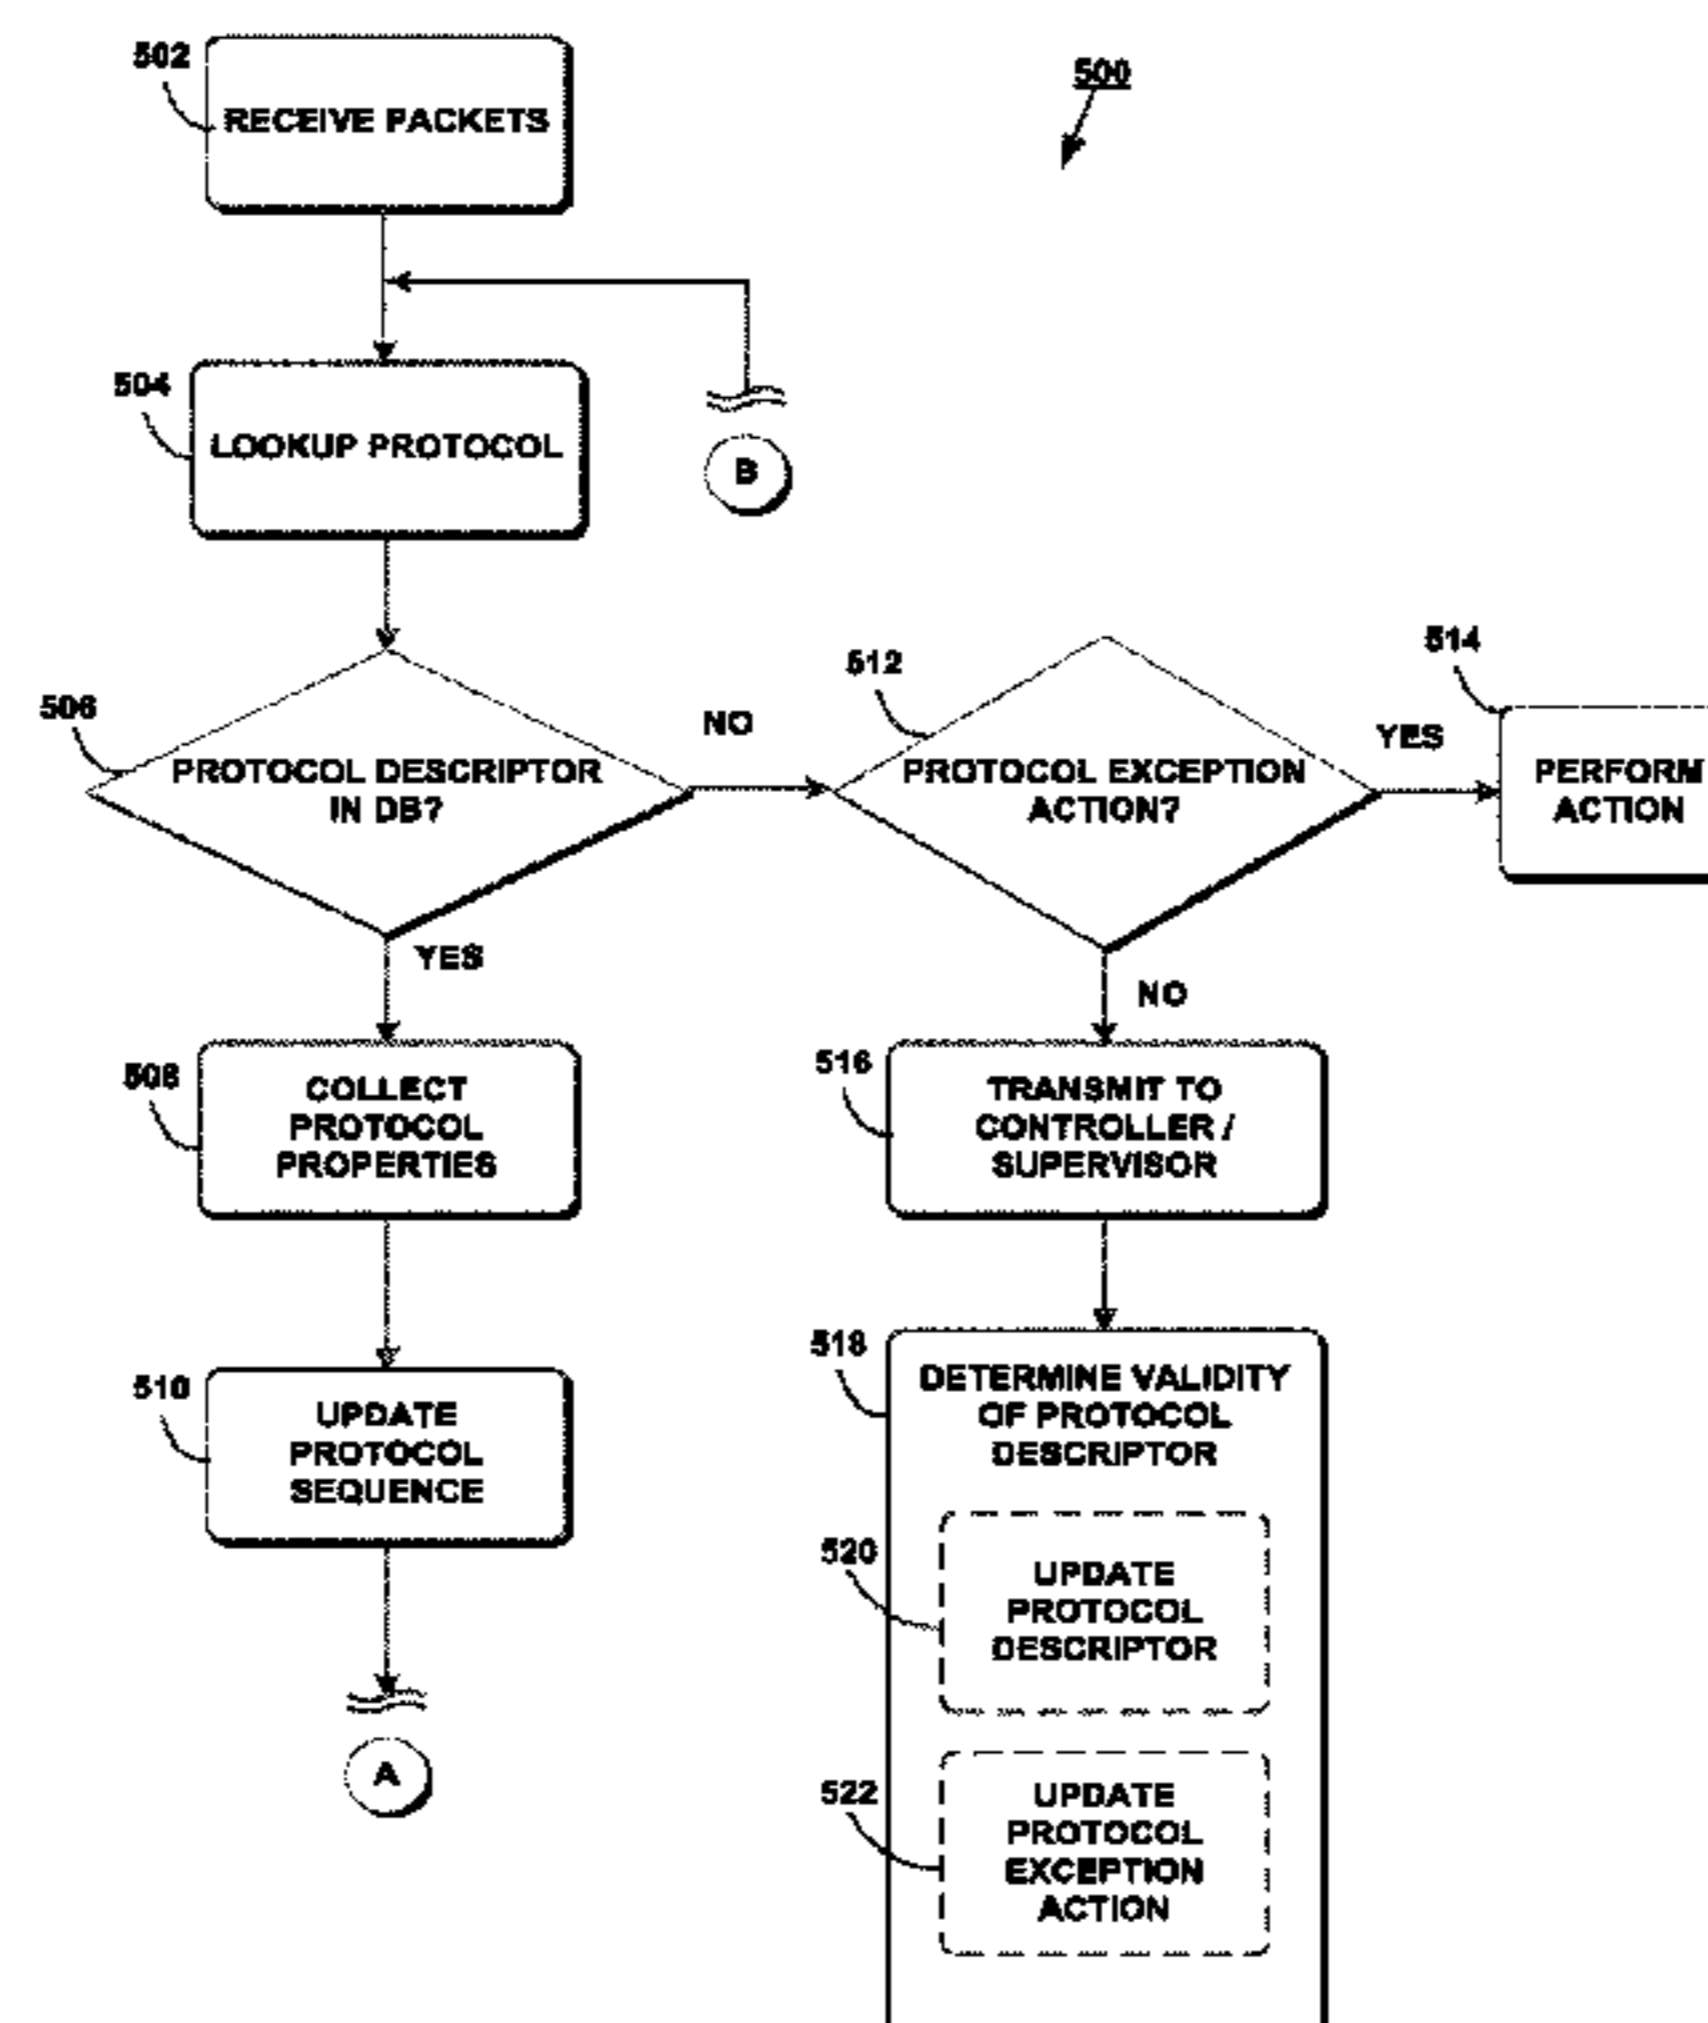 502
RECEIVE PACKETS
500
504
LOOKUP PROTOCOL
B
506
PROTOCOL DESCRIPTOR
IN DB?
NO
512
PROTOCOL EXCEPTION
ACTION?
YES
514
PERFORM
ACTION
YES
NO
508
COLLECT
PROTOCOL
PROPERTIES
516
TRANSMIT TO
CONTROLLER /
SUPERVISOR
510
UPDATE
PROTOCOL
SEQUENCE
A
518
DETERMINE VALIDITY
OF PROTOCOL
DESCRIPTOR
520
UPDATE
PROTOCOL
DESCRIPTOR
522
UPDATE
PROTOCOL
EXCEPTION
ACTION